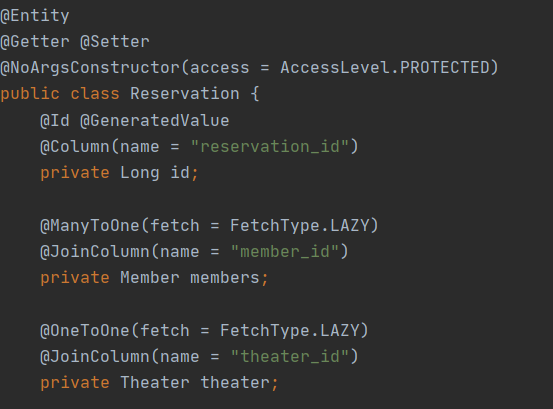 @Entity
@Getter @Setter
@NoArgsConstructor(access = AccessLevel.PROTECTED)
public class Reservation {
    @Id @GeneratedValue
    @Column(name = "reservation_id")
    private Long id;

    @ManyToOne(fetch = FetchType.LAZY)
    @JoinColumn(name = "member_id")
    private Member members;

    @OneToOne(fetch = FetchType.LAZY)
    @JoinColumn(name = "theater_id")
    private Theater theater;